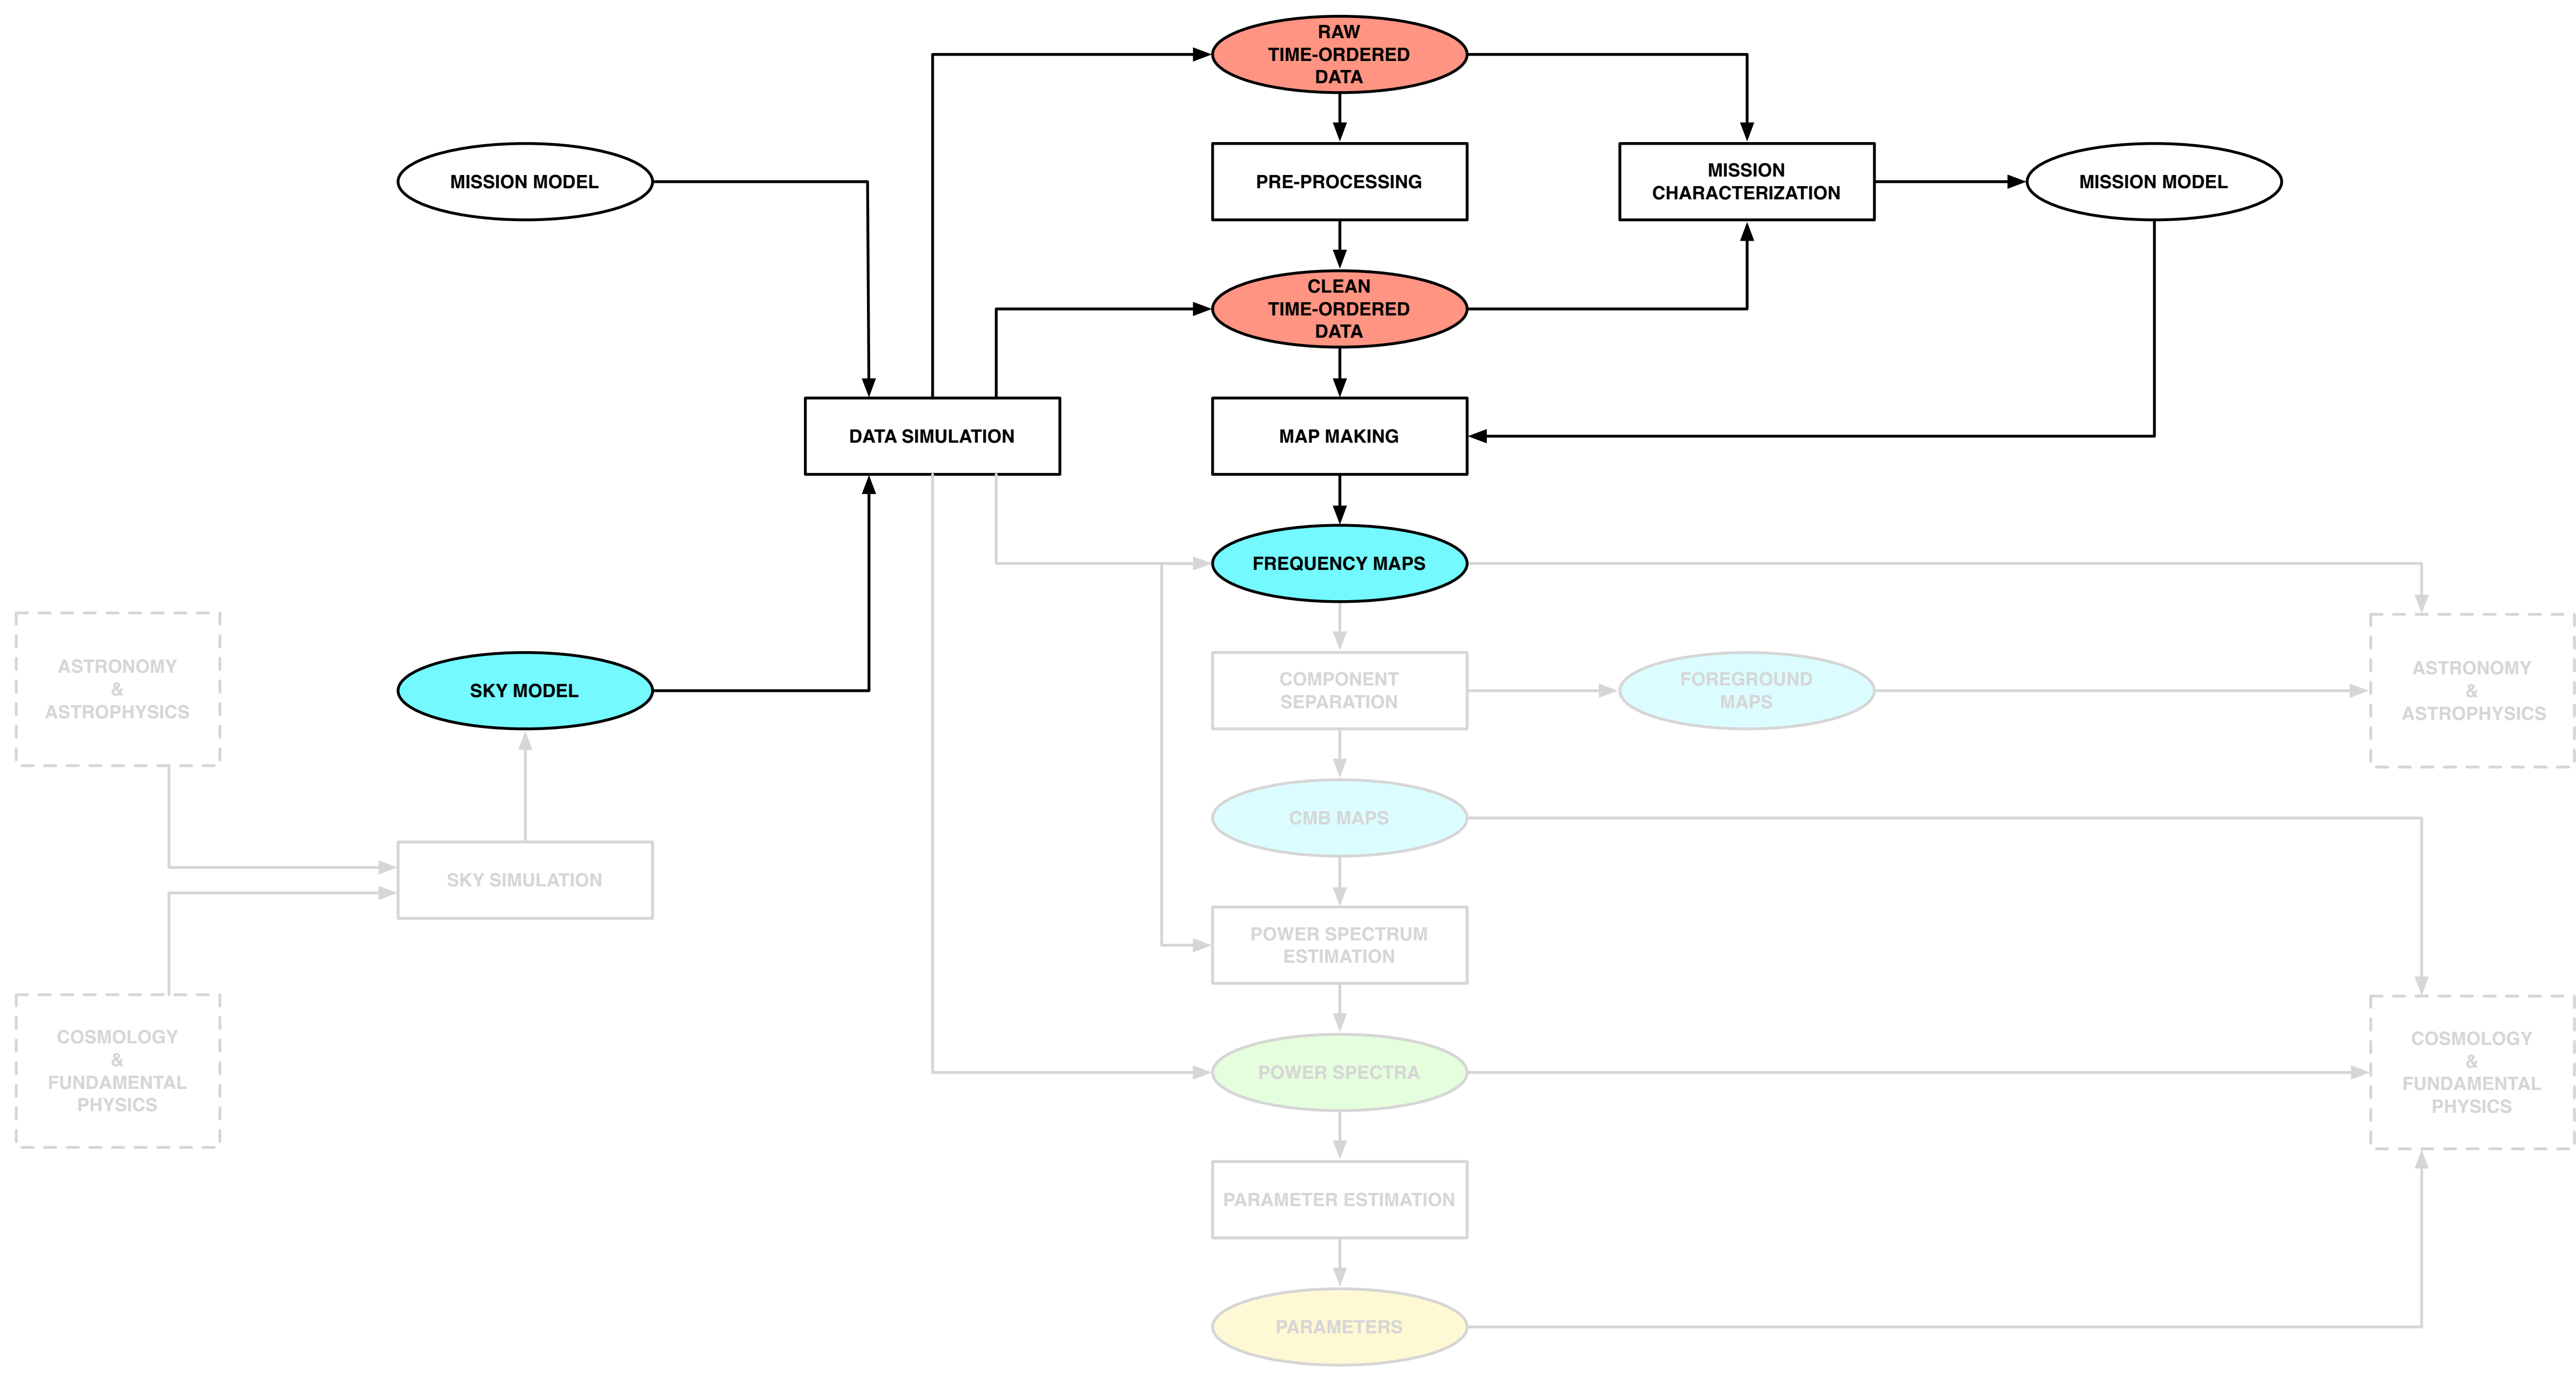 RAW
TIME-ORDERED
DATA
MISSION MODEL
PRE-PROCESSING
MISSION
CHARACTERIZATION
MISSION MODEL
CLEAN
TIME-ORDERED
DATA
DATA SIMULATION
MAP MAKING
FREQUENCY MAPS
ASTRONOMY
&
ASTROPHYSICS
SKY MODEL
COMPONENT
SEPARATION
FOREGROUND
MAPS
ASTRONOMY
&
ASTROPHYSICS
CMB MAPS
SKY SIMULATION
POWER SPECTRUM
ESTIMATION
COSMOLOGY
&
FUNDAMENTAL
PHYSICS
POWER SPECTRA
COSMOLOGY
&
FUNDAMENTAL
PHYSICS
PARAMETER ESTIMATION
PARAMETERS